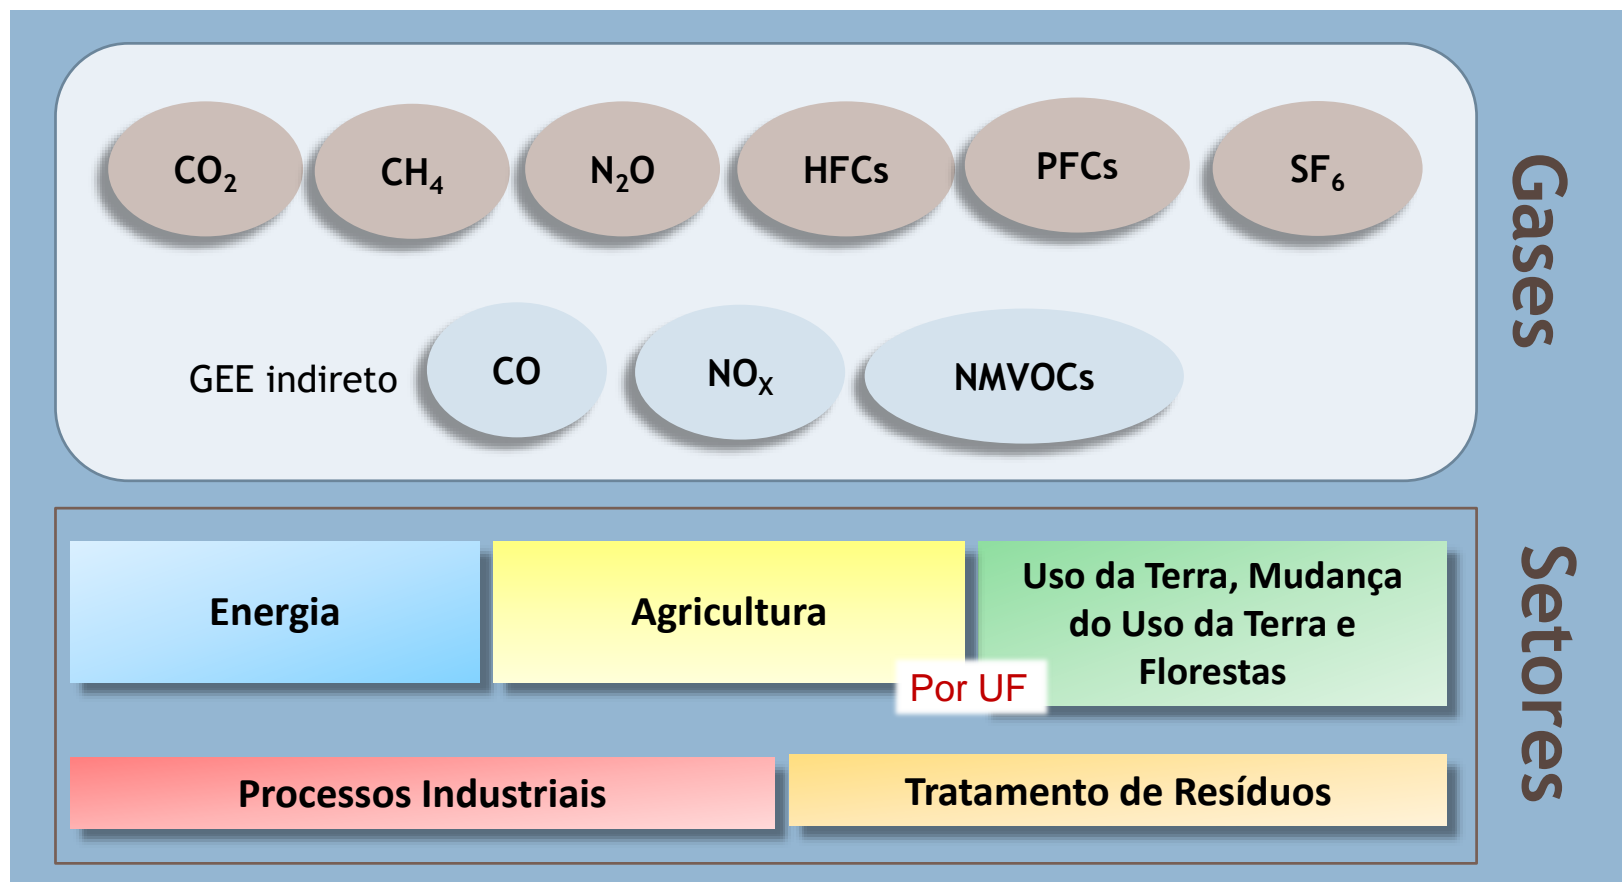 CO₂ CH₄ N₂O HFCs PFCs SF₆
GEE indireto CO NOₓ NMVOCs
Gases
Energia
Agricultura
Uso da Terra, Mudança
do Uso da Terra e
Florestas
Por UF
Processos Industriais
Tratamento de Resíduos
Setores